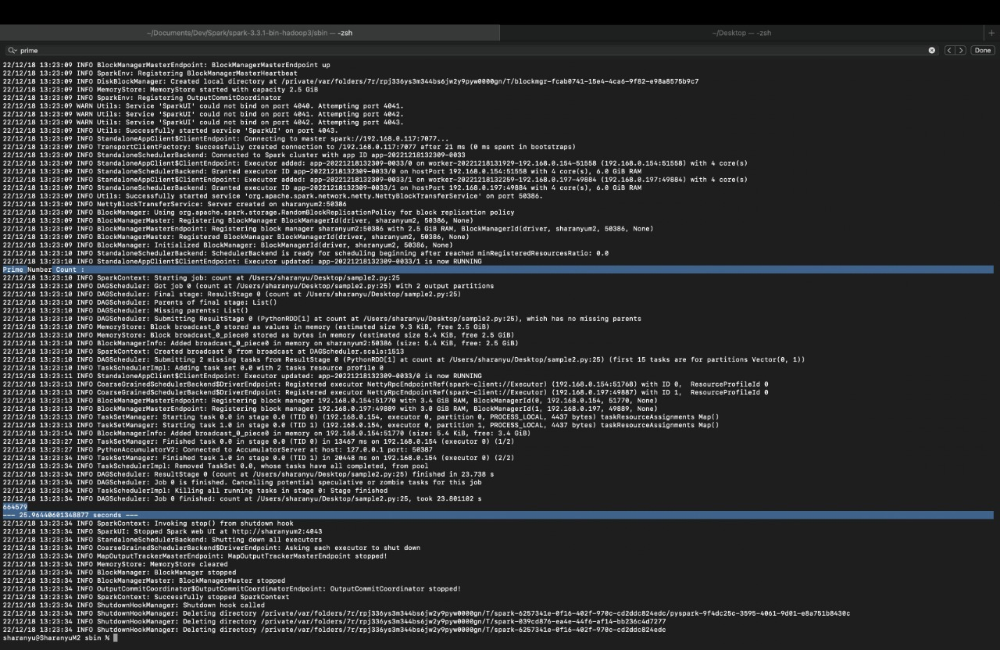 ~/Documents/Dev/Spark/spark-3.3.1-bin-hadoop3/sbin — -zsh
~/Desktop — -zsh
prime
Done
22/12/18 13:23:09 INFO BlockManagerMasterEndpoint: BlockManagerMasterEndpoint up
22/12/18 13:23:09 INFO SparkEnv: Registering BlockManagerMasterHeartbeat
22/12/18 13:23:09 INFO DiskBlockManager: Created local directory at /private/var/folders/7r/rpj336ys3m344bs6jw2y9pyw0000gn/T/blockmgr-fcab0741-15e4-4ca6-9f82-e98a8575b9c7
22/12/18 13:23:09 INFO MemoryStore: MemoryStore started with capacity 2.5 GiB
22/12/18 13:23:09 INFO SparkEnv: Registering OutputCommitCoordinator
22/12/18 13:23:09 WARN Utils: Service 'SparkUI' could not bind on port 4040. Attempting port 4041.
22/12/18 13:23:09 WARN Utils: Service 'SparkUI' could not bind on port 4041. Attempting port 4042.
22/12/18 13:23:09 WARN Utils: Service 'SparkUI' could not bind on port 4042. Attempting port 4043.
22/12/18 13:23:09 INFO Utils: Successfully started service 'SparkUI' on port 4043.
22/12/18 13:23:09 INFO StandaloneAppClient$ClientEndpoint: Connecting to master spark://192.168.0.117:7077...
22/12/18 13:23:09 INFO TransportClientFactory: Successfully created connection to /192.168.0.117:7077 after 21 ms (0 ms spent in bootstraps)
22/12/18 13:23:09 INFO StandaloneSchedulerBackend: Connected to Spark cluster with app ID app-20221218132309-0033
22/12/18 13:23:09 INFO StandaloneAppClient$ClientEndpoint: Executor added: app-20221218132309-0033/0 on worker-20221218131929-192.168.0.154-51558 (192.168.0.154:51558) with 4 core(s)
22/12/18 13:23:09 INFO StandaloneSchedulerBackend: Granted executor ID app-20221218132309-0033/0 on hostPort 192.168.0.154:51558 with 4 core(s), 6.0 GiB RAM
22/12/18 13:23:09 INFO StandaloneAppClient$ClientEndpoint: Executor added: app-20221218132309-0033/1 on worker-20221218132259-192.168.0.197-49884 (192.168.0.197:49884) with 4 core(s)
22/12/18 13:23:09 INFO StandaloneSchedulerBackend: Granted executor ID app-20221218132309-0033/1 on hostPort 192.168.0.197:49884 with 4 core(s), 6.0 GiB RAM
22/12/18 13:23:09 INFO Utils: Successfully started service 'org.apache.spark.network.netty.NettyBlockTransferService' on port 50386.
22/12/18 13:23:09 INFO NettyBlockTransferService: Server created on sharanyum2:50386
22/12/18 13:23:09 INFO BlockManager: Using org.apache.spark.storage.RandomBlockReplicationPolicy for block replication policy
22/12/18 13:23:09 INFO BlockManagerMaster: Registering BlockManager BlockManagerId(driver, sharanyum2, 50386, None)
22/12/18 13:23:09 INFO BlockManagerMasterEndpoint: Registering block manager sharanyum2:50386 with 2.5 GiB RAM, BlockManagerId(driver, sharanyum2, 50386, None)
22/12/18 13:23:09 INFO BlockManagerMaster: Registered BlockManager BlockManagerId(driver, sharanyum2, 50386, None)
22/12/18 13:23:09 INFO BlockManager: Initialized BlockManager: BlockManagerId(driver, sharanyum2, 50386, None)
22/12/18 13:23:10 INFO StandaloneSchedulerBackend: SchedulerBackend is ready for scheduling beginning after reached minRegisteredResourcesRatio: 0.0
22/12/18 13:23:10 INFO StandaloneAppClient$ClientEndpoint: Executor updated: app-20221218132309-0033/1 is now RUNNING
Prime Number Count :
22/12/18 13:23:10 INFO SparkContext: Starting job: count at /Users/sharanyu/Desktop/sample2.py:25
22/12/18 13:23:10 INFO DAGScheduler: Got job 0 (count at /Users/sharanyu/Desktop/sample2.py:25) with 2 output partitions
22/12/18 13:23:10 INFO DAGScheduler: Final stage: ResultStage 0 (count at /Users/sharanyu/Desktop/sample2.py:25)
22/12/18 13:23:10 INFO DAGScheduler: Parents of final stage: List()
22/12/18 13:23:10 INFO DAGScheduler: Missing parents: List()
22/12/18 13:23:10 INFO DAGScheduler: Submitting ResultStage 0 (PythonRDD[1] at count at /Users/sharanyu/Desktop/sample2.py:25), which has no missing parents
22/12/18 13:23:10 INFO MemoryStore: Block broadcast_0 stored as values in memory (estimated size 9.3 KiB, free 2.5 GiB)
22/12/18 13:23:10 INFO MemoryStore: Block broadcast_0_piece0 stored as bytes in memory (estimated size 5.4 KiB, free 2.5 GiB)
22/12/18 13:23:10 INFO BlockManagerInfo: Added broadcast_0_piece0 in memory on sharanyum2:50386 (size: 5.4 KiB, free: 2.5 GiB)
22/12/18 13:23:10 INFO SparkContext: Created broadcast 0 from broadcast at DAGScheduler.scala:1513
22/12/18 13:23:10 INFO DAGScheduler: Submitting 2 missing tasks from ResultStage 0 (PythonRDD[1] at count at /Users/sharanyu/Desktop/sample2.py:25) (first 15 tasks are for partitions Vector(0, 1))
22/12/18 13:23:10 INFO TaskSchedulerImpl: Adding task set 0.0 with 2 tasks resource profile 0
22/12/18 13:23:11 INFO StandaloneAppClient$ClientEndpoint: Executor updated: app-20221218132309-0033/0 is now RUNNING
22/12/18 13:23:13 INFO CoarseGrainedSchedulerBackend$DriverEndpoint: Registered executor NettyRpcEndpointRef(spark-client://Executor) (192.168.0.154:51768) with ID 0,  ResourceProfileId 0
22/12/18 13:23:13 INFO CoarseGrainedSchedulerBackend$DriverEndpoint: Registered executor NettyRpcEndpointRef(spark-client://Executor) (192.168.0.197:49887) with ID 1,  ResourceProfileId 0
22/12/18 13:23:13 INFO BlockManagerMasterEndpoint: Registering block manager 192.168.0.154:51770 with 3.4 GiB RAM, BlockManagerId(0, 192.168.0.154, 51770, None)
22/12/18 13:23:13 INFO BlockManagerMasterEndpoint: Registering block manager 192.168.0.197:49889 with 3.0 GiB RAM, BlockManagerId(1, 192.168.0.197, 49889, None)
22/12/18 13:23:13 INFO TaskSetManager: Starting task 0.0 in stage 0.0 (TID 0) (192.168.0.154, executor 0, partition 0, PROCESS_LOCAL, 4437 bytes) taskResourceAssignments Map()
22/12/18 13:23:13 INFO TaskSetManager: Starting task 1.0 in stage 0.0 (TID 1) (192.168.0.154, executor 0, partition 1, PROCESS_LOCAL, 4437 bytes) taskResourceAssignments Map()
22/12/18 13:23:14 INFO BlockManagerInfo: Added broadcast_0_piece0 in memory on 192.168.0.154:51770 (size: 5.4 KiB, free: 3.4 GiB)
22/12/18 13:23:27 INFO TaskSetManager: Finished task 0.0 in stage 0.0 (TID 0) in 13467 ms on 192.168.0.154 (executor 0) (1/2)
22/12/18 13:23:27 INFO PythonAccumulatorV2: Connected to AccumulatorServer at host: 127.0.0.1 port: 50387
22/12/18 13:23:34 INFO TaskSetManager: Finished task 1.0 in stage 0.0 (TID 1) in 20448 ms on 192.168.0.154 (executor 0) (2/2)
22/12/18 13:23:34 INFO TaskSchedulerImpl: Removed TaskSet 0.0, whose tasks have all completed, from pool
22/12/18 13:23:34 INFO DAGScheduler: ResultStage 0 (count at /Users/sharanyu/Desktop/sample2.py:25) finished in 23.738 s
22/12/18 13:23:34 INFO DAGScheduler: Job 0 is finished. Cancelling potential speculative or zombie tasks for this job
22/12/18 13:23:34 INFO TaskSchedulerImpl: Killing all running tasks in stage 0: Stage finished
22/12/18 13:23:34 INFO DAGScheduler: Job 0 finished: count at /Users/sharanyu/Desktop/sample2.py:25, took 23.801102 s
664579
--- 25.96440601348877 seconds ---
22/12/18 13:23:34 INFO SparkContext: Invoking stop() from shutdown hook
22/12/18 13:23:34 INFO SparkUI: Stopped Spark web UI at http://sharanyum2:4043
22/12/18 13:23:34 INFO StandaloneSchedulerBackend: Shutting down all executors
22/12/18 13:23:34 INFO CoarseGrainedSchedulerBackend$DriverEndpoint: Asking each executor to shut down
22/12/18 13:23:34 INFO MapOutputTrackerMasterEndpoint: MapOutputTrackerMasterEndpoint stopped!
22/12/18 13:23:34 INFO MemoryStore: MemoryStore cleared
22/12/18 13:23:34 INFO BlockManager: BlockManager stopped
22/12/18 13:23:34 INFO BlockManagerMaster: BlockManagerMaster stopped
22/12/18 13:23:34 INFO OutputCommitCoordinator$OutputCommitCoordinatorEndpoint: OutputCommitCoordinator stopped!
22/12/18 13:23:34 INFO SparkContext: Successfully stopped SparkContext
22/12/18 13:23:34 INFO ShutdownHookManager: Shutdown hook called
22/12/18 13:23:34 INFO ShutdownHookManager: Deleting directory /private/var/folders/7r/rpj336ys3m344bs6jw2y9pyw0000gn/T/spark-6257341e-0f16-402f-970c-cd2ddc824edc/pyspark-9f4dc25c-3595-4061-9d01-e8a751b8430c
22/12/18 13:23:34 INFO ShutdownHookManager: Deleting directory /private/var/folders/7r/rpj336ys3m344bs6jw2y9pyw0000gn/T/spark-039cd876-ea4e-44f6-af14-bb236c4d7277
22/12/18 13:23:34 INFO ShutdownHookManager: Deleting directory /private/var/folders/7r/rpj336ys3m344bs6jw2y9pyw0000gn/T/spark-6257341e-0f16-402f-970c-cd2ddc824edc
sharanyu@SharanyuM2 sbin %